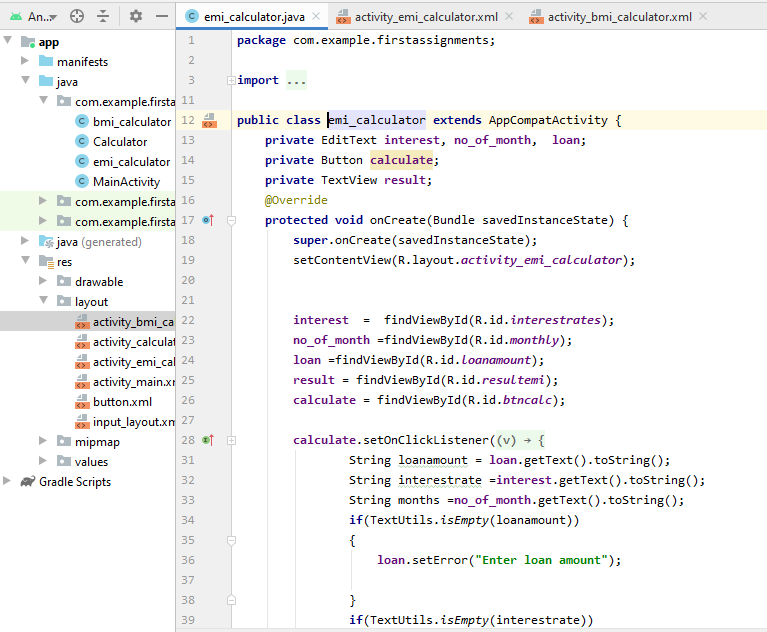 An...
emi_calculator.java
activity_emi_calculator.xml
activity_bmi_calculator.xml
app
manifests
java
com.example.firsta
bmi_calculator
Calculator
emi_calculator
MainActivity
com.example.firsta
com.example.firsta
java (generated)
res
drawable
layout
activity_bmi_ca
activity_calculat
activity_emi_cal
activity_main.xm
button.xml
input_layout.xm
mipmap
values
Gradle Scripts
1 package com.example.firstassignments;
2
3 import ...
11
12 public class emi_calculator extends AppCompatActivity {
13 private EditText interest, no_of_month, loan;
14 private Button calculate;
15 private TextView result;
16 @Override
17 protected void onCreate(Bundle savedInstanceState) {
18 super.onCreate(savedInstanceState);
19 setContentView(R.layout.activity_emi_calculator);
20
21
22 interest = findViewById(R.id.interestrates);
23 no_of_month =findViewById(R.id.monthly);
24 loan =findViewById(R.id.loanamount);
25 result = findViewById(R.id.resultemi);
26 calculate = findViewById(R.id.btncalc);
27
28 calculate.setOnClickListener((v) → {
31 String loanamount = loan.getText().toString();
32 String interestrate =interest.getText().toString();
33 String months =no_of_month.getText().toString();
34 if(TextUtils.isEmpty(loanamount))
35 {
36 loan.setError("Enter loan amount");
37
38 }
39 if(TextUtils.isEmpty(interestrate))